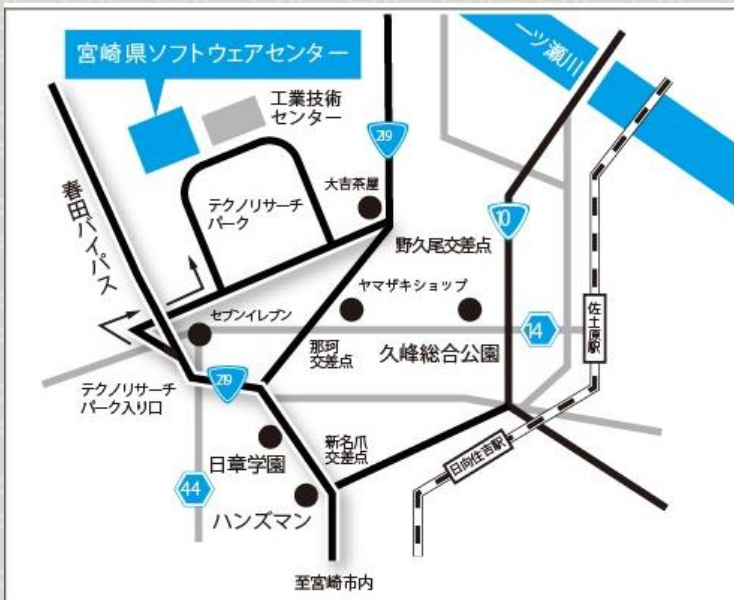 宮崎県ソフトウェアセンター
一ツ瀬川
工業技術
センター
219
大吉茶屋
春田バイパス
テクノリサーチ
パーク
10
野久尾交差点
ヤマザキショップ
セブンイレブン
14
佐土原駅
那珂
交差点
久峰総合公園
219
テクノリサーチ
パーク入り口
新名爪
交差点
日向住吉駅
日章学園
44
ハンズマン
至宮崎市内